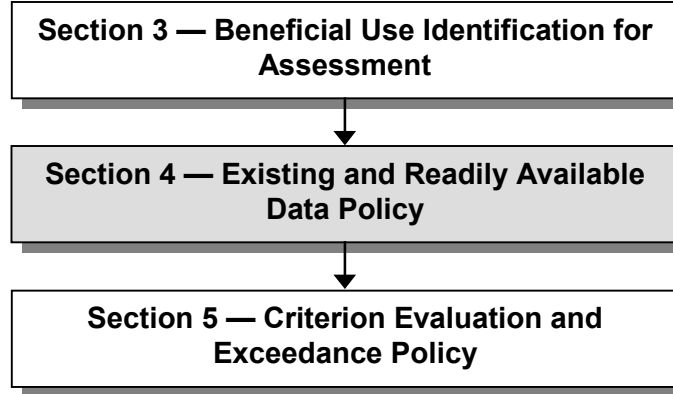 Section 3 — Beneficial Use Identification for
Assessment
Section 4 — Existing and Readily Available
Data Policy
Section 5 — Criterion Evaluation and
Exceedance Policy